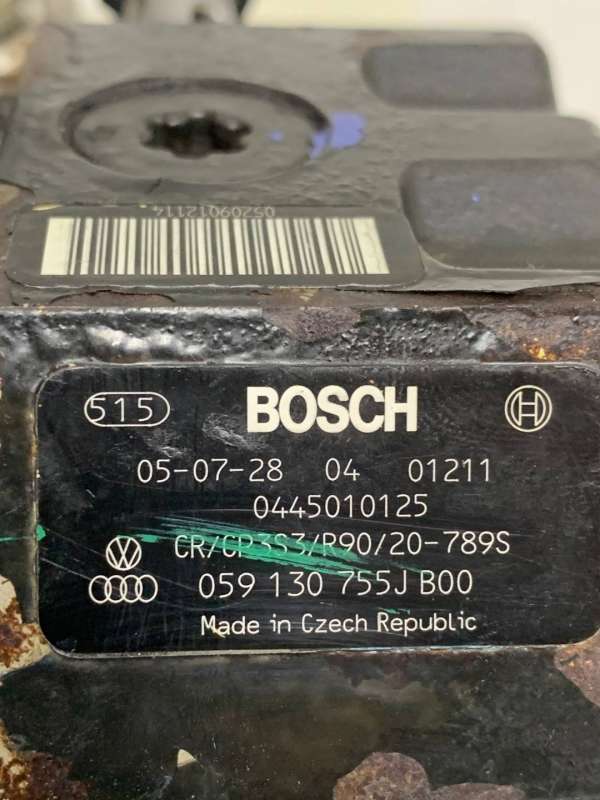 05209012114
515 BOSCH
05-07-28 04 01211
0445010125
CR/CP3S3/R90/20-789S
059 130 755J B00
Made in Czech Republic